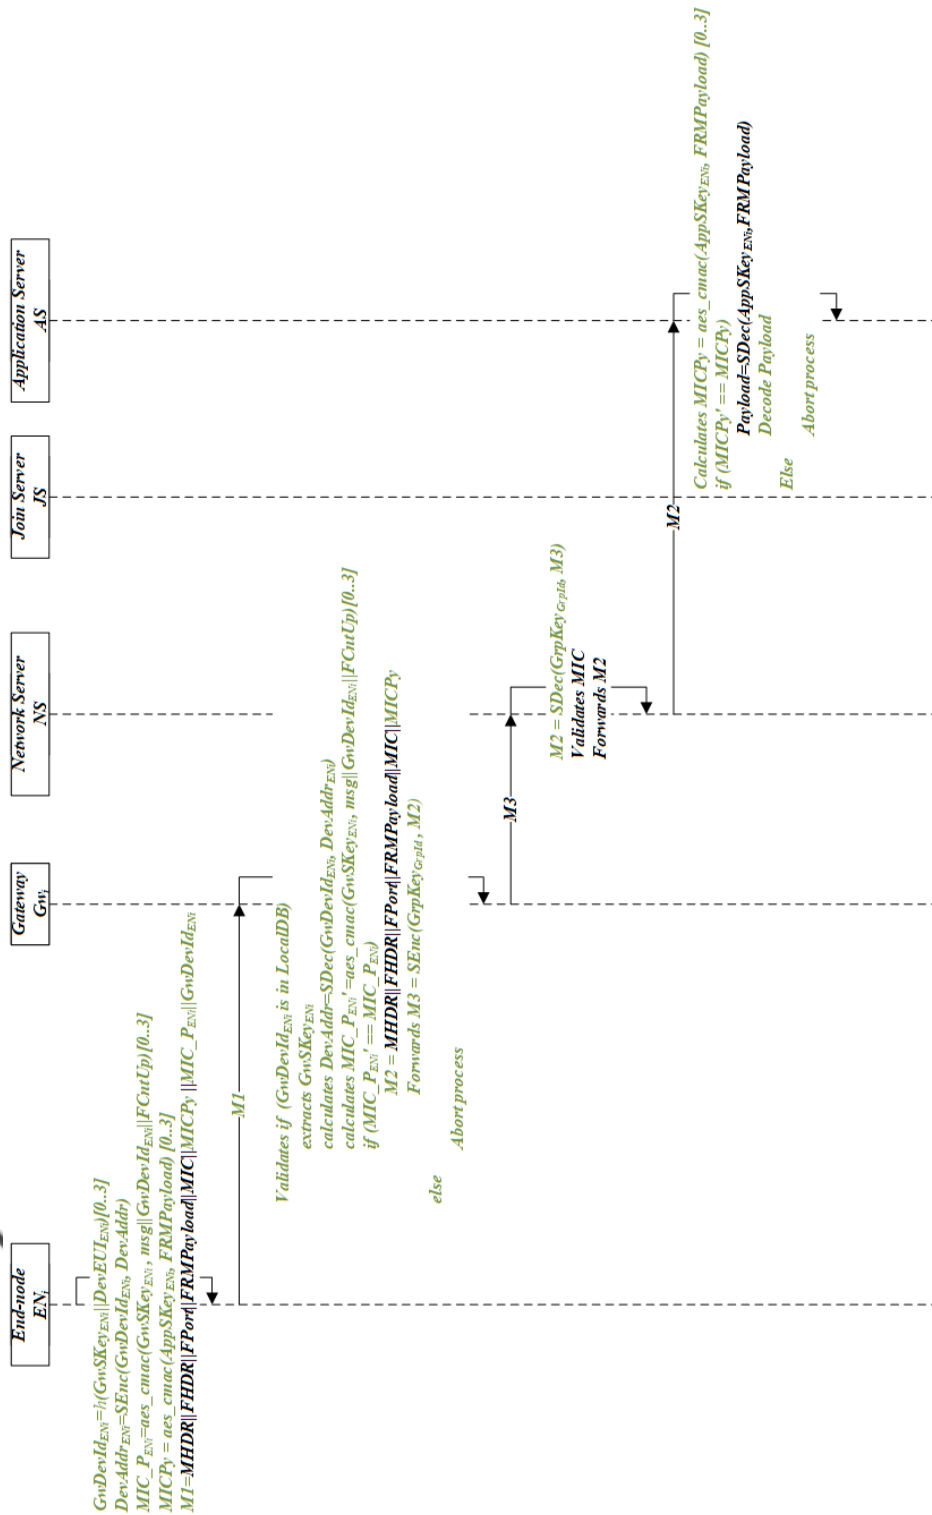 End-node
ENi
Gateway
Gwi
Network Server
NS
Join Server
JS
Application Server
AS
GwDevIdENi=h(GwSKeyENi||DevEUIENi)[0..3]
DevAddrENi=SEnc(GwDevIdENi, DevAddr)
MIC_PENi=aes_cmac(GwSKeyENi, msg||GwDevIdENi||FCntUp)[0..3]
MICPy = aes_cmac(AppSKeyENi, FRMPayload) [0..3]
M1=MHDR||FHDR||FPort||FRMPayload||MIC||MICPy ||MIC_PENi||GwDevIdENi
M1
Validates if (GwDevIdENi is in LocalDB)
extracts GwSKeyENi
calculates DevAddr=SDec(GwDevIdENi, DevAddrENi)
calculates MIC_PENi'=aes_cmac(GwSKeyENi, msg||GwDevIdENi||FCntUp)[0..3]
if (MIC_PENi' == MIC_PENi)
M2 = MHDR||FHDR||FPort||FRMPayload||MIC||MICPy
Forwards M3 = SEnc(GrpKeyGrpId, M2)
else
Abort process
M3
M2 = SDec(GrpKeyGrpId, M3)
Validates MIC
Forwards M2
M2
Calculates MICPy = aes_cmac(AppSKeyENi, FRMPayload) [0..3]
if (MICPy' == MICPy)
Payload=SDec(AppSKeyENi,FRMPayload)
Decode Payload
Else
Abort process